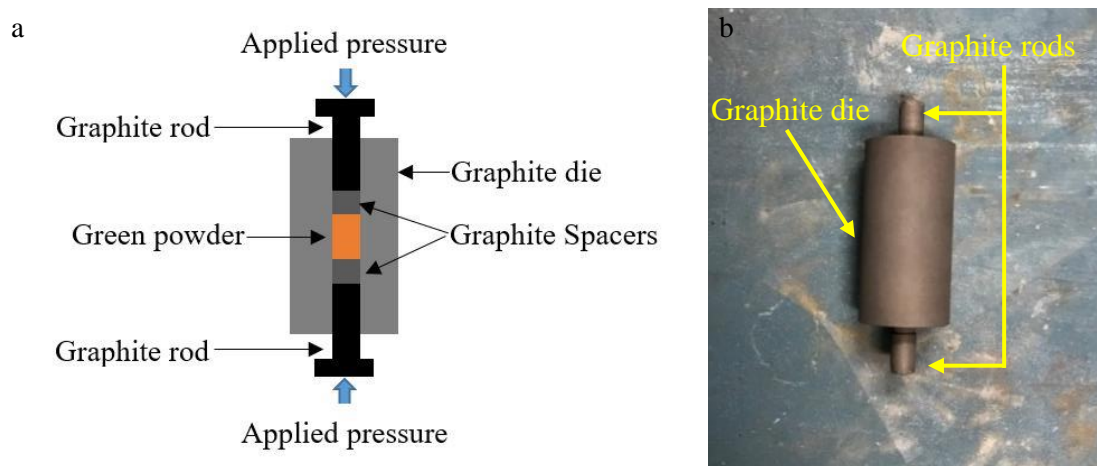 a
Applied pressure
Graphite rod
Graphite die
Green powder
Graphite Spacers
Graphite rod
Applied pressure
b
Graphite rods
Graphite die